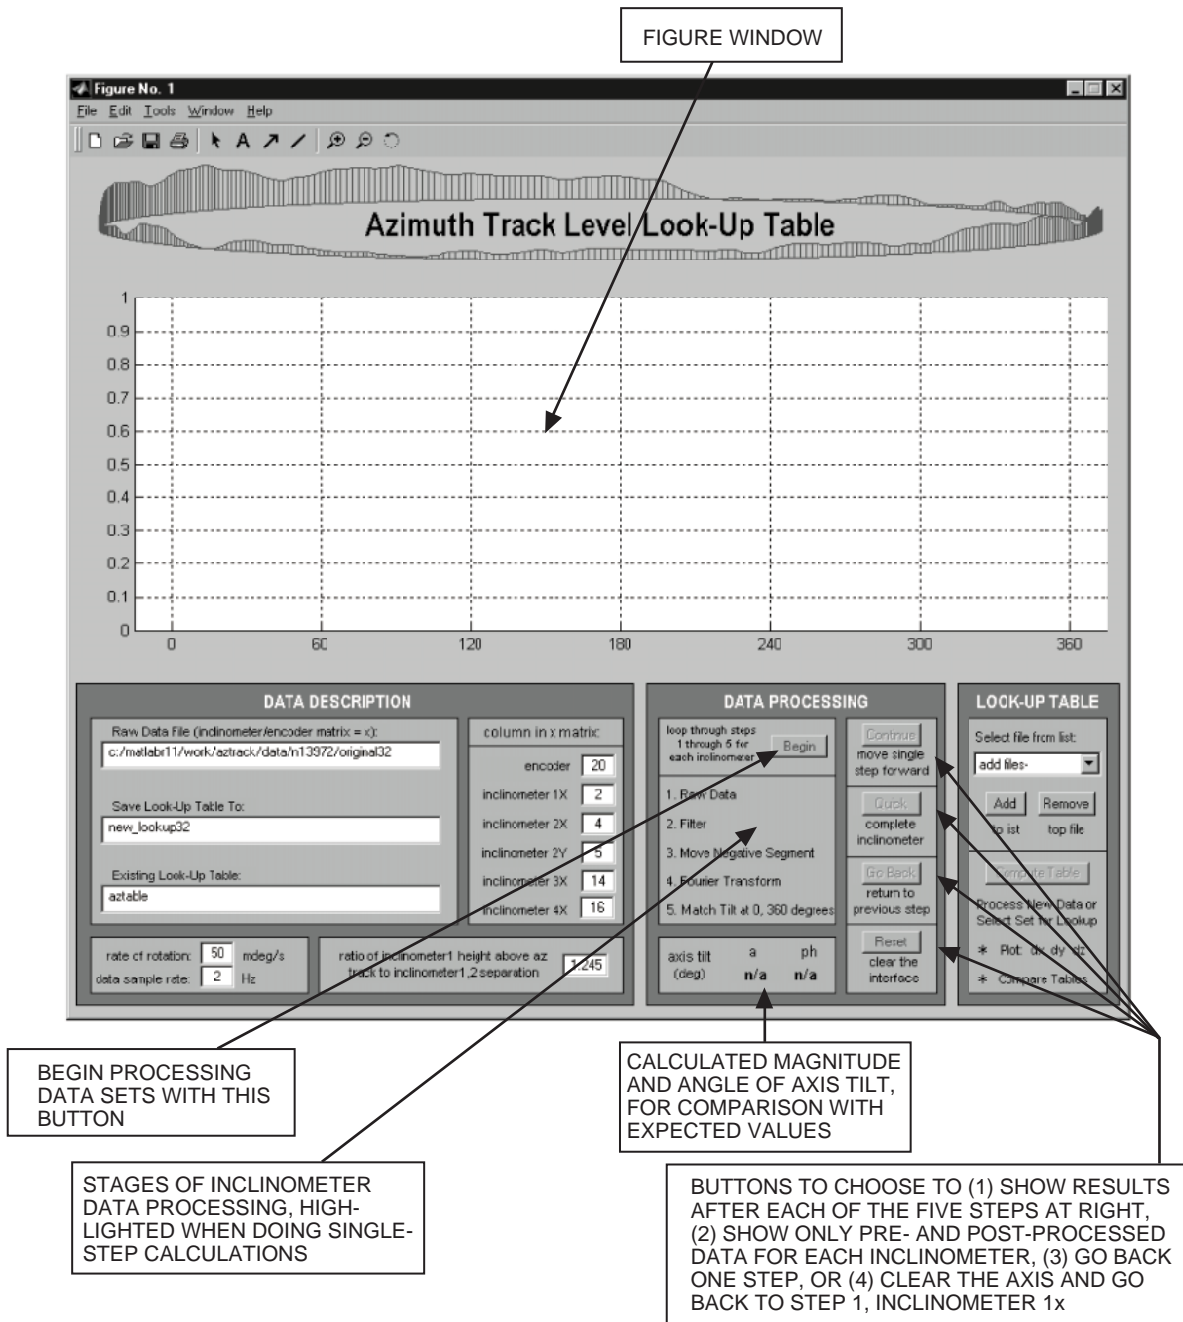 FIGURE WINDOW
Figure No. 1
File Edit Tools Window Help
A
Azimuth Track Level Look-Up Table
1
0.9
0.8
0.7
0.6
0.5
0.4
0.3
0.2
0.1
0
0 60 120 180 240 300 360
DATA DESCRIPTION
Raw Data File (inclinometer/encoder matrix = x):
c:/matlabr11/work/aztrack/data/n13972/original32
Save Look-Up Table To:
new_lookup32
Existing Look-Up Table:
aztable
column in x matrix:
encoder 20
inclinometer 1X 2
inclinometer 2X 4
inclinometer 2Y 5
inclinometer 3X 14
inclinometer 4X 16
rate of rotation: 50 mdeg/s
data sample rate: 2 Hz
ratio of inclinometer1 height above az
track to inclinometer1,2 separation
1.245
DATA PROCESSING
loop through steps
1 through 5 for
each inclinometer
Begin
1. Raw Data
2. Filter
3. Move Negative Segment
4. Fourier Transform
5. Match Tilt at 0, 360 degrees
axis tilt a ph
(deg) n/a n/a
Continue
move single
step forward
Quick
complete
inclinometer
Go Back
return to
previous step
Reset
clear the
interface
LOOK-UP TABLE
Select file from list:
add files-
Add Remove
to list top file
Compute Table
Process New Data or
Select Set for Lookup
* Plot: dx dy dz
* Compare Tables
BEGIN PROCESSING
DATA SETS WITH THIS
BUTTON
CALCULATED MAGNITUDE
AND ANGLE OF AXIS TILT,
FOR COMPARISON WITH
EXPECTED VALUES
STAGES OF INCLINOMETER
DATA PROCESSING, HIGH-
LIGHTED WHEN DOING SINGLE-
STEP CALCULATIONS
BUTTONS TO CHOOSE TO (1) SHOW RESULTS
AFTER EACH OF THE FIVE STEPS AT RIGHT,
(2) SHOW ONLY PRE- AND POST-PROCESSED
DATA FOR EACH INCLINOMETER, (3) GO BACK
ONE STEP, OR (4) CLEAR THE AXIS AND GO
BACK TO STEP 1, INCLINOMETER 1x